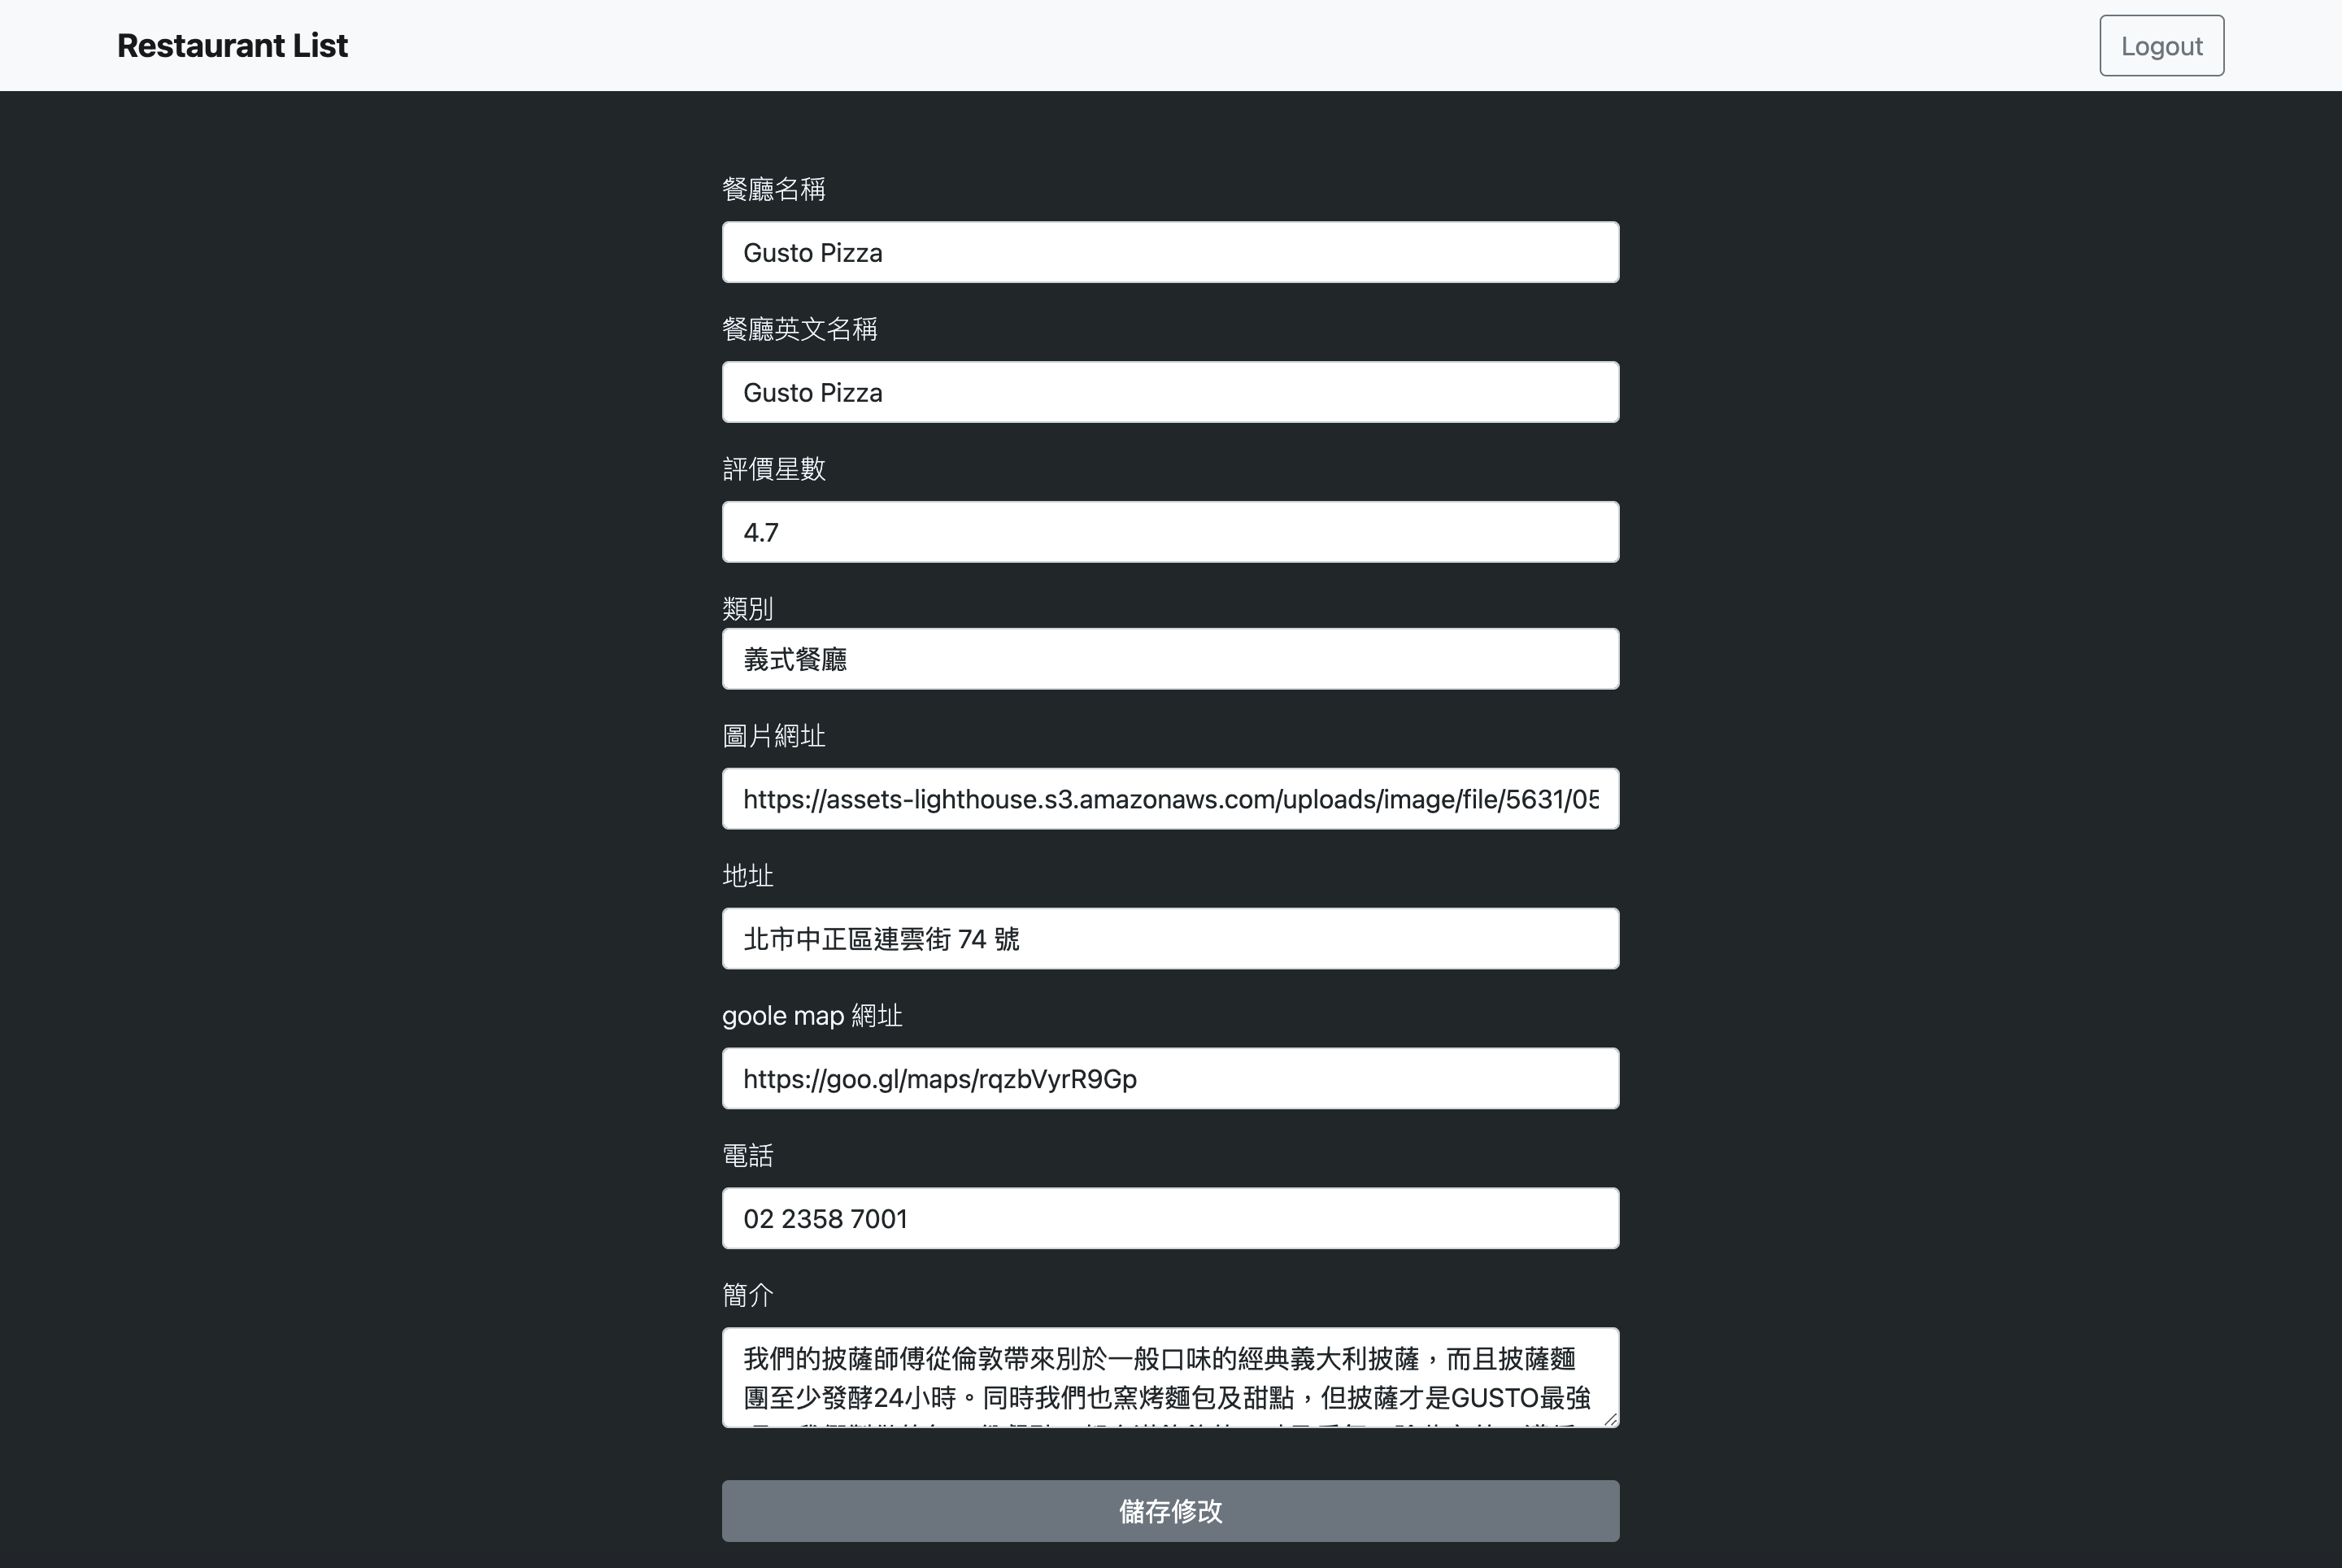 Restaurant List
Logout
餐廳名稱
Gusto Pizza
餐廳英文名稱
Gusto Pizza
評價星數
4.7
類別
義式餐廳
圖片網址
https://assets-lighthouse.s3.amazonaws.com/uploads/image/file/5631/05
地址
北市中正區連雲街 74 號
goole map 網址
https://goo.gl/maps/rqzbVyrR9Gp
電話
02 2358 7001
簡介
我們的披薩師傅從倫敦帶來別於一般口味的經典義大利披薩，而且披薩麵
團至少發酵24小時。同時我們也窯烤麵包及甜點，但披薩才是GUSTO最強
儲存修改